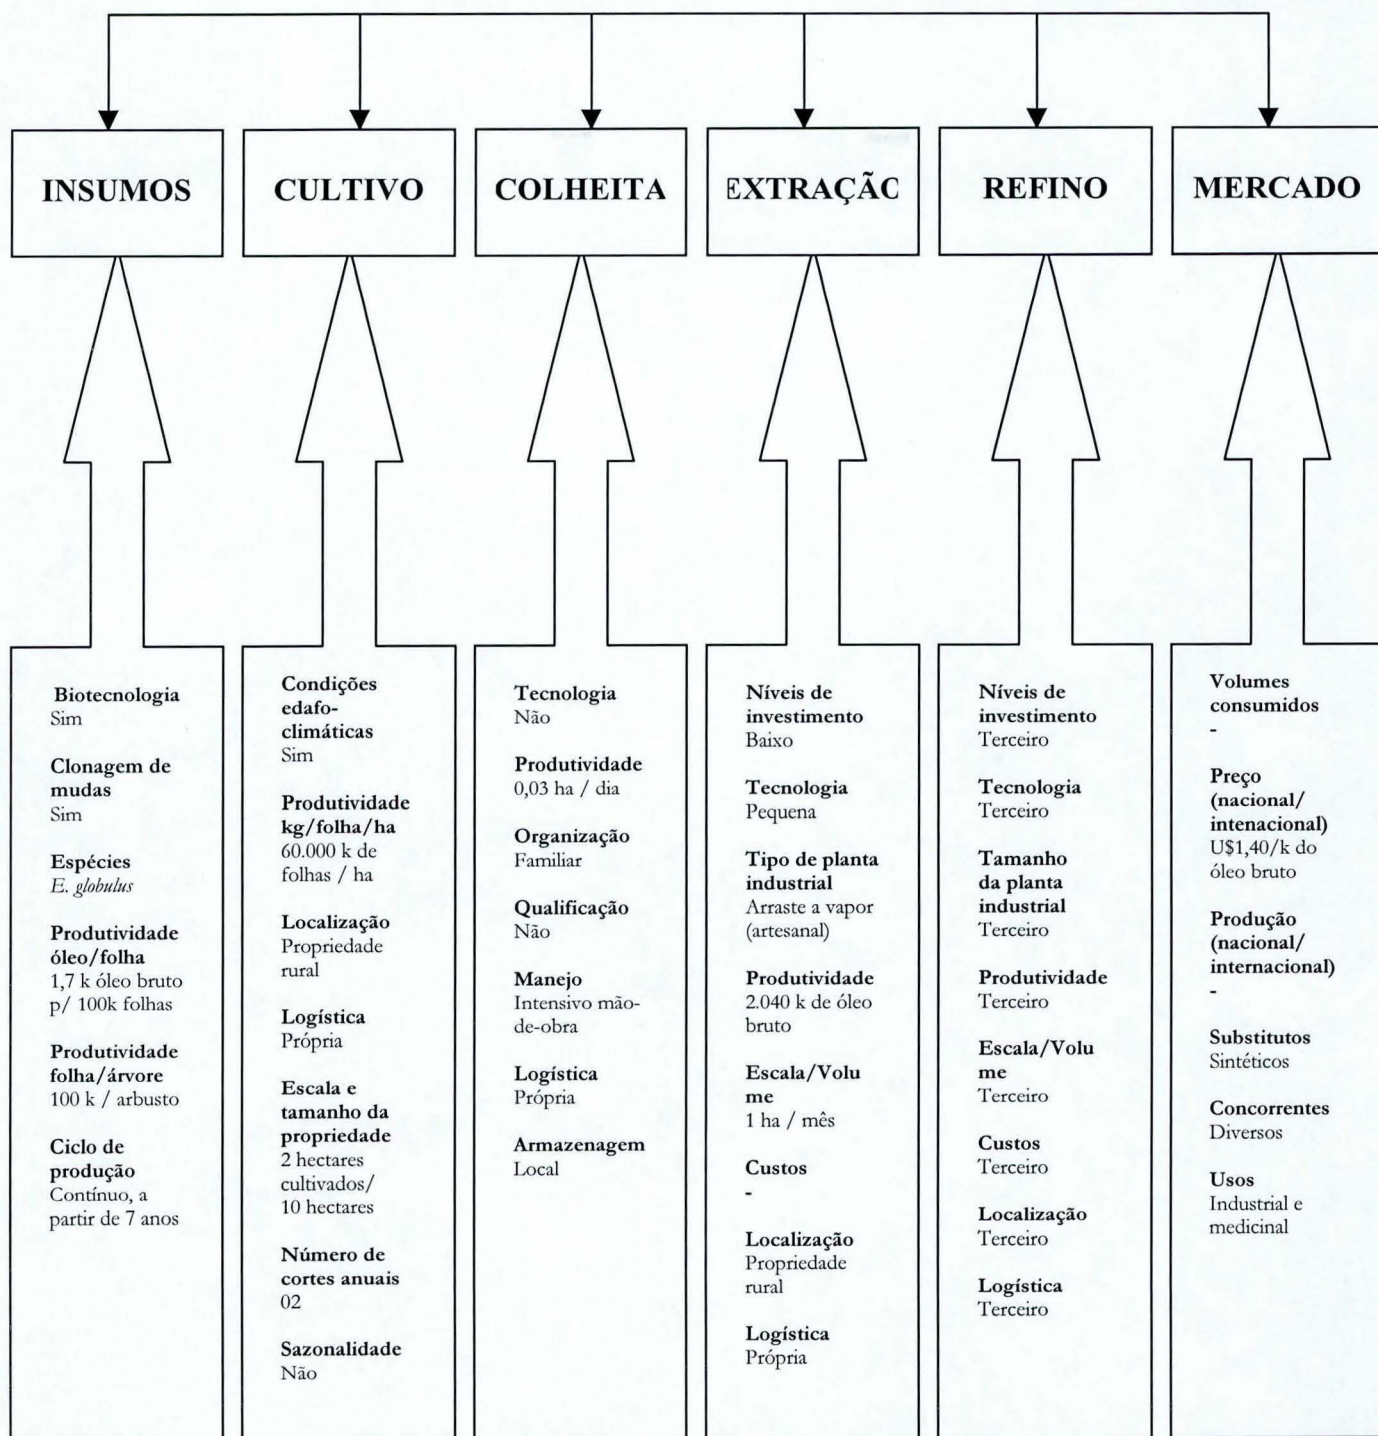 INSUMOS
CULTIVO
COLHEITA
EXTRAÇÃO
REFINO
MERCADO
Biotecnologia
Sim
Clonagem de
mudas
Sim
Espécies
E. globulus
Produtividade
óleo/folha
1,7 k óleo bruto
p/ 100k folhas
Produtividade
folha/árvore
100 k / arbusto
Ciclo de
produção
Contínuo, a
partir de 7 anos
Condições
edafo-
climáticas
Sim
Produtividade
kg/folha/ha
60.000 k de
folhas / ha
Localização
Propriedade
rural
Logística
Própria
Escala e
tamanho da
propriedade
2 hectares
cultivados/
10 hectares
Número de
cortes anuais
02
Sazonalidade
Não
Tecnologia
Não
Produtividade
0,03 ha / dia
Organização
Familiar
Qualificação
Não
Manejo
Intensivo mão-
de-obra
Logística
Própria
Armazenagem
Local
Níveis de
investimento
Baixo
Tecnologia
Pequena
Tipo de planta
industrial
Arraste a vapor
(artesanal)
Produtividade
2.040 k de óleo
bruto
Escala/Volu
me
1 ha / mês
Custos
-
Localização
Propriedade
rural
Logística
Própria
Níveis de
investimento
Terceiro
Tecnologia
Terceiro
Tamanho
da planta
industrial
Terceiro
Produtividade
Terceiro
Escala/Volu
me
Terceiro
Custos
Terceiro
Localização
Terceiro
Logística
Terceiro
Volumes
consumidos
-
Preço
(nacional/
intenacional)
U$1,40/k do
óleo bruto
Produção
(nacional/
internacional)
-
Substitutos
Sintéticos
Concorrentes
Diversos
Usos
Industrial e
medicinal